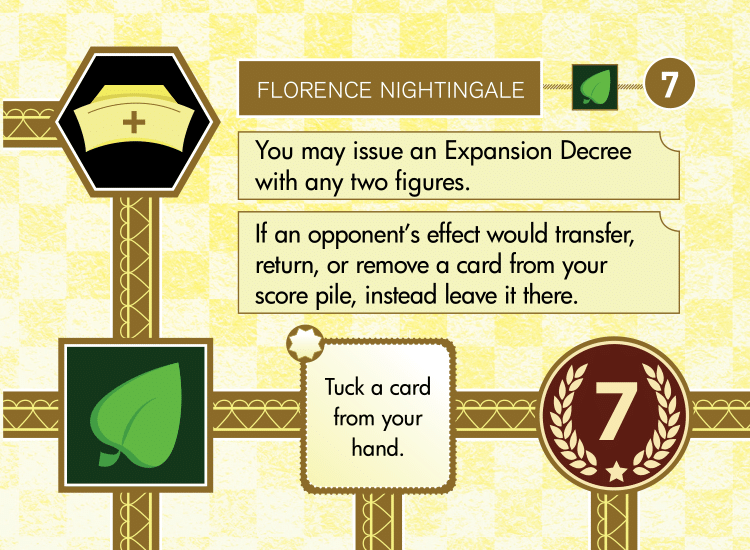 FLORENCE NIGHTINGALE 7
You may issue an Expansion Decree
with any two figures.
If an opponent’s effect would transfer,
return, or remove a card from your
score pile, instead leave it there.
Tuck a card
from your
hand.
7